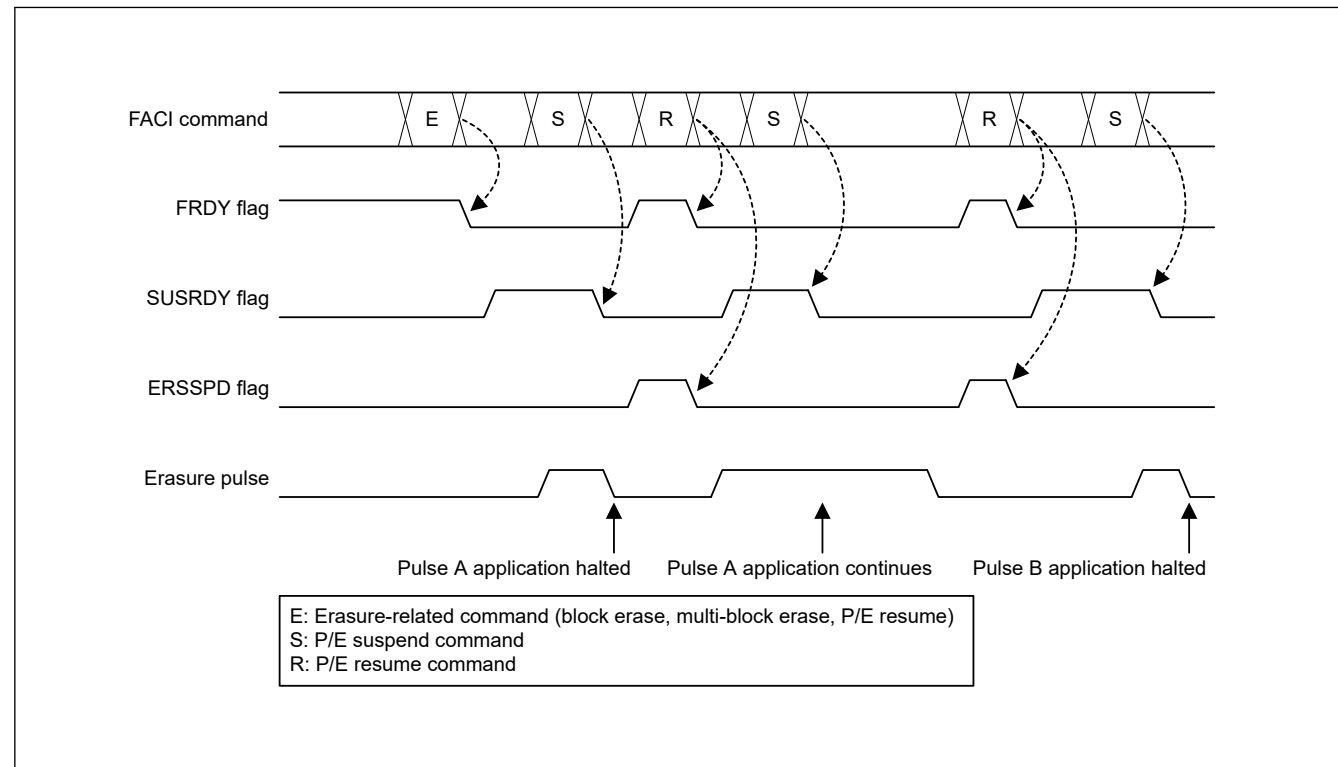 FACI command
E
S
R
S
R
S
FRDY flag
SUSRDY flag
ERSSPD flag
Erasure pulse
Pulse A application halted
Pulse A application continues
Pulse B application halted
E: Erasure-related command (block erase, multi-block erase, P/E resume)
S: P/E suspend command
R: P/E resume command